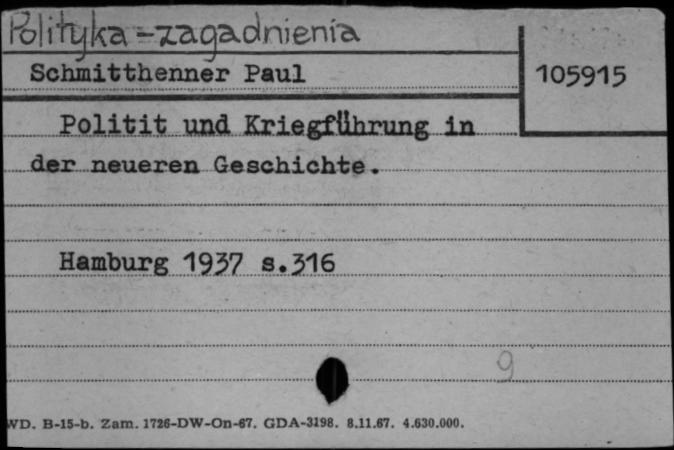 Polityka - zagadnienia
Schmitthenner Paul
105915
Politit und Kriegführung in
der neueren Geschichte.
Hamburg 1937 s.316
9
WD. B-15-b. Zam. 1726-DW-On-67. GDA-3198. 8.11.67. 4.630.000.